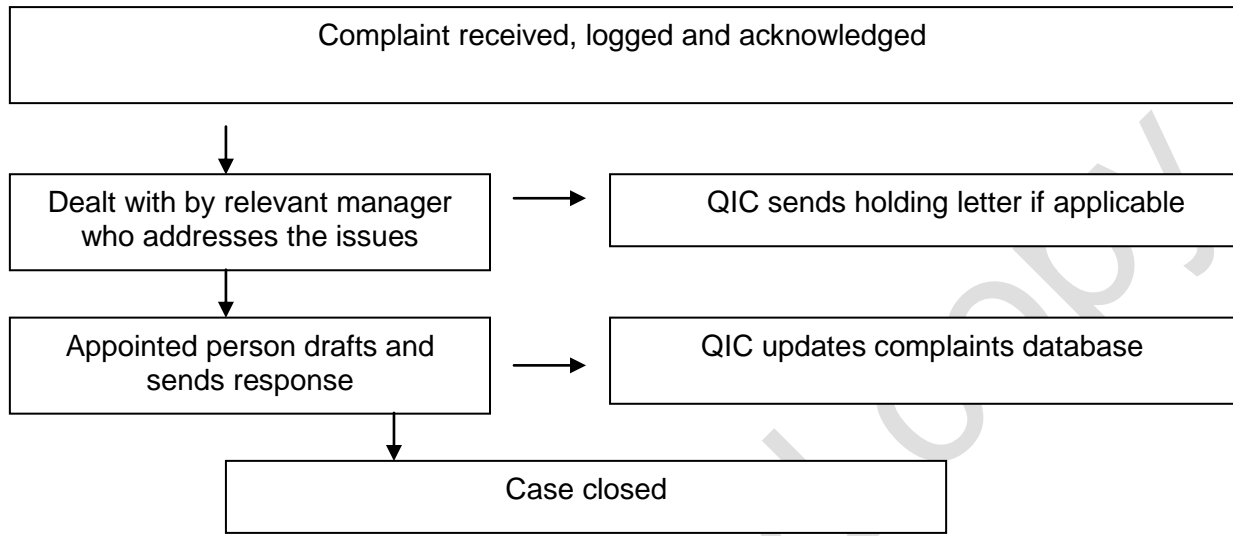 Complaint received, logged and acknowledged
Dealt with by relevant manager
who addresses the issues
QIC sends holding letter if applicable
Appointed person drafts and
sends response
QIC updates complaints database
Case closed